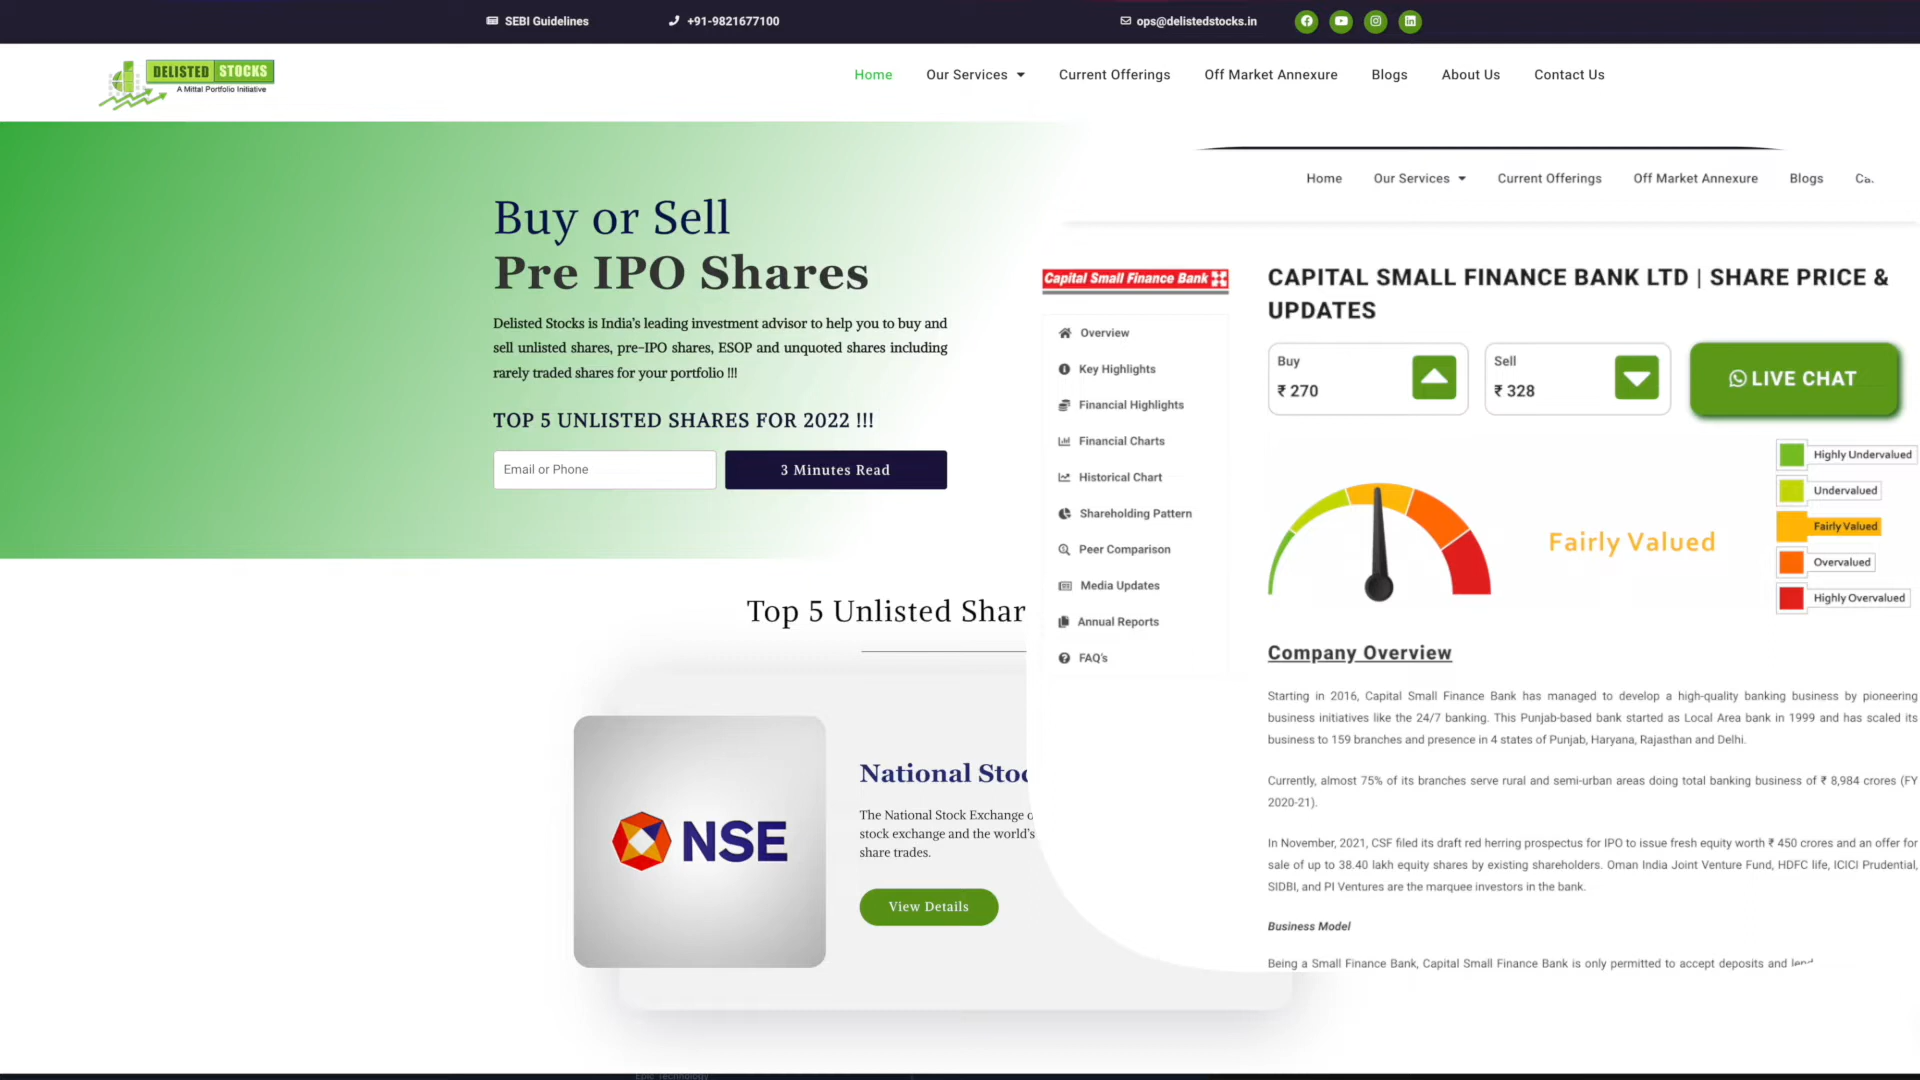 SEBI Guidelines
+91-9821677100
ops@delistedstocks.in
DELISTED STOCKS
A Mittal Portfolio Initiative
Home
Our Services
Current Offerings
Off Market Annexure
Blogs
About Us
Contact Us
Buy or Sell
Pre IPO Shares
Delisted Stocks is India's leading investment advisor to help you to buy and
sell unlisted shares, pre-IPO shares, ESOP and unquoted shares including
rarely traded shares for your portfolio !!!
TOP 5 UNLISTED SHARES FOR 2022 !!!
Email or Phone
3 Minutes Read
Top 5 Unlisted Shar
NSE
National Stoc
The National Stock Exchange
stock exchange and the world's
share trades.
View Details
Home
Our Services
Current Offerings
Off Market Annexure
Blogs
Capital Small Finance Bank
Overview
Key Highlights
Financial Highlights
Financial Charts
Historical Chart
Shareholding Pattern
Peer Comparison
Media Updates
Annual Reports
FAQ's
CAPITAL SMALL FINANCE BANK LTD | SHARE PRICE &
UPDATES
Buy
₹ 270
Sell
₹ 328
LIVE CHAT
Fairly Valued
Highly Undervalued
Undervalued
Fairly Valued
Overvalued
Highly Overvalued
Company Overview
Starting in 2016, Capital Small Finance Bank has managed to develop a high-quality banking business by pioneering
business initiatives like the 24/7 banking. This Punjab-based bank started as Local Area bank in 1999 and has scaled its
business to 159 branches and presence in 4 states of Punjab, Haryana, Rajasthan and Delhi.
Currently, almost 75% of its branches serve rural and semi-urban areas doing total banking business of ₹ 8,984 crores (FY
2020-21).
In November, 2021, CSF filed its draft red herring prospectus for IPO to issue fresh equity worth ₹ 450 crores and an offer for
sale of up to 38.40 lakh equity shares by existing shareholders. Oman India Joint Venture Fund, HDFC life, ICICI Prudential,
SIDBI, and PI Ventures are the marquee investors in the bank.
Business Model
Being a Small Finance Bank, Capital Small Finance Bank is only permitted to accept deposits and lend